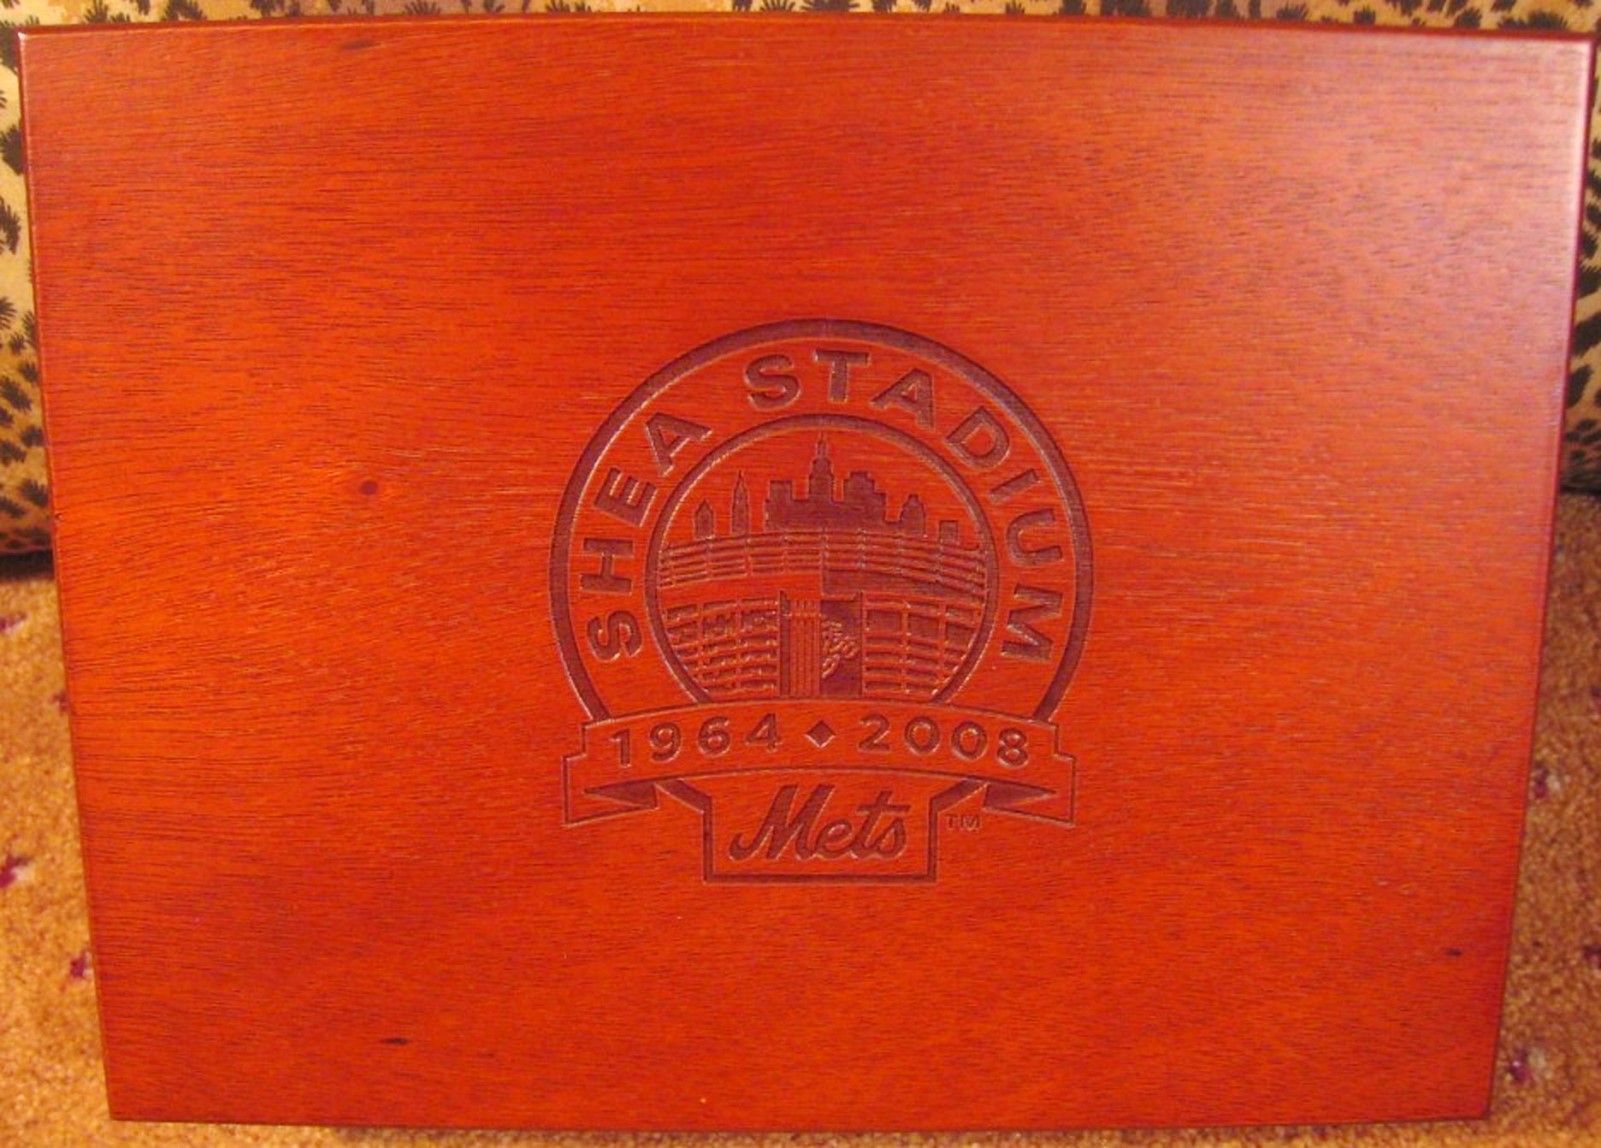 SHEA STADIUM
1964 ♦ 2008
Mets TM